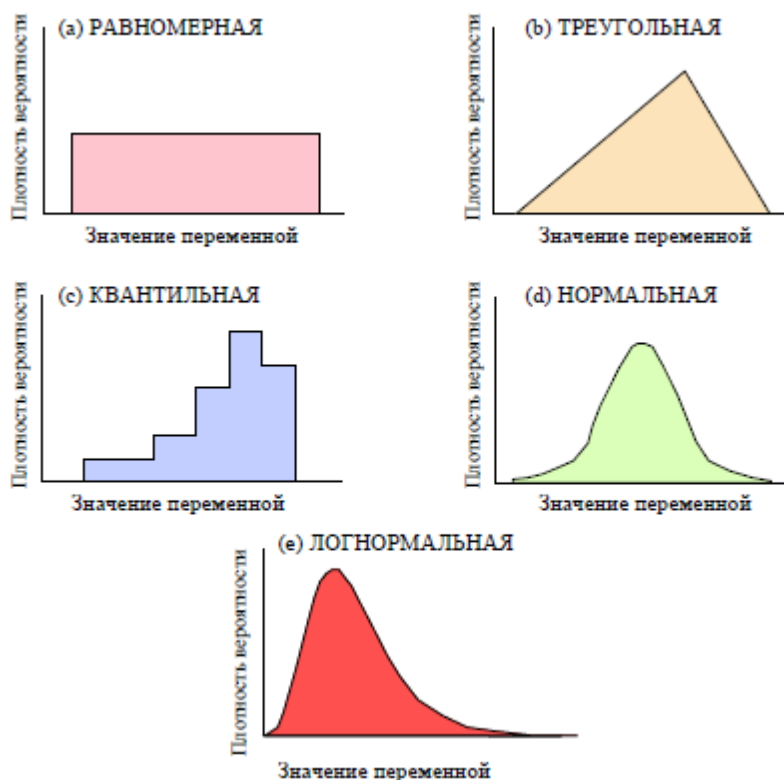 (a) РАВНОМЕРНАЯ
Плотность вероятности
Значение переменной
(b) ТРЕУГОЛЬНАЯ
Плотность вероятности
Значение переменной
(c) КВАНТИЛЬНАЯ
Плотность вероятности
Значение переменной
(d) НОРМАЛЬНАЯ
Плотность вероятности
Значение переменной
(e) ЛОГНОРМАЛЬНАЯ
Плотность вероятности
Значение переменной